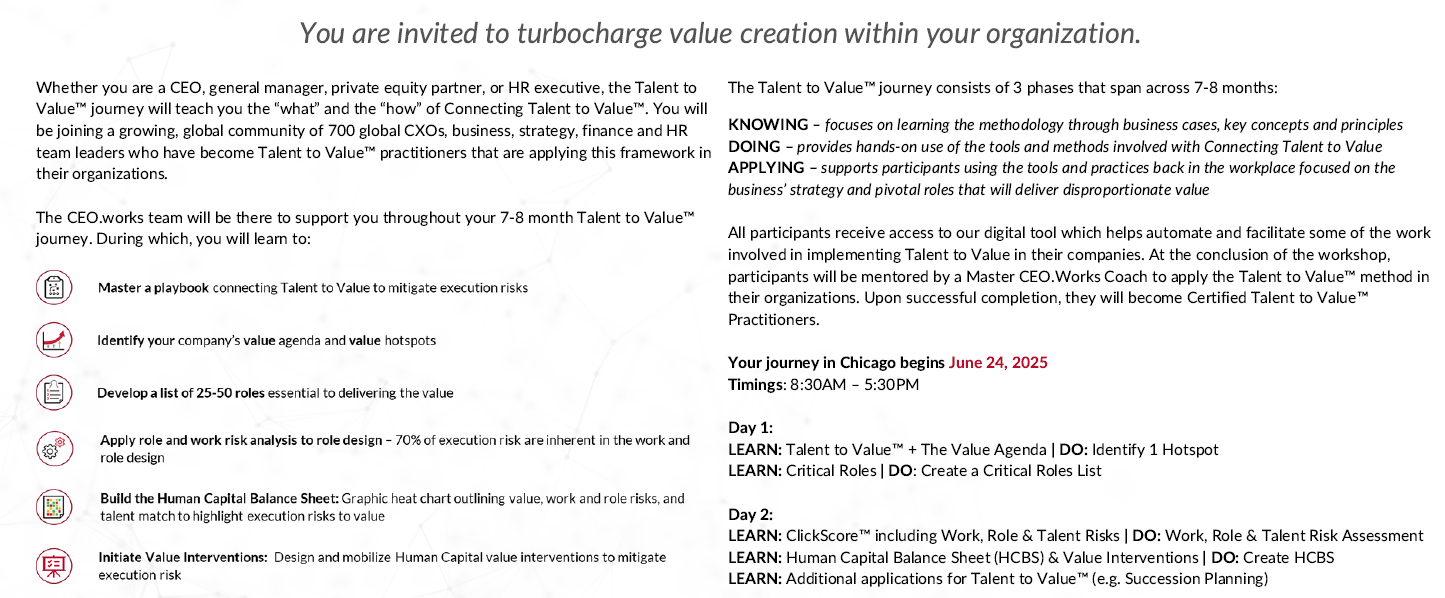 You are invited to turbocharge value creation within your organization.
Whether you are a CEO, general manager, private equity partner, or HR executive, the Talent to
Value™ journey will teach you the “what” and the “how” of Connecting Talent to Value™. You will
be joining a growing, global community of 700 global CXOs, business, strategy, finance and HR
team leaders who have become Talent to Value™ practitioners that are applying this framework in
their organizations.
The CEO.works team will be there to support you throughout your 7-8 month Talent to Value™
journey. During which, you will learn to:
Master a playbook connecting Talent to Value to mitigate execution risks
Identify your company’s value agenda and value hotspots
Develop a list of 25-50 roles essential to delivering the value
Apply role and work risk analysis to role design – 70% of execution risk are inherent in the work and
role design
Build the Human Capital Balance Sheet: Graphic heat chart outlining value, work and role risks, and
talent match to highlight execution risks to value
Initiate Value Interventions: Design and mobilize Human Capital value interventions to mitigate
execution risk
The Talent to Value™ journey consists of 3 phases that span across 7-8 months:
KNOWING – focuses on learning the methodology through business cases, key concepts and principles
DOING – provides hands-on use of the tools and methods involved with Connecting Talent to Value
APPLYING – supports participants using the tools and practices back in the workplace focused on the
business’ strategy and pivotal roles that will deliver disproportionate value
All participants receive access to our digital tool which helps automate and facilitate some of the work
involved in implementing Talent to Value in their companies. At the conclusion of the workshop,
participants will be mentored by a Master CEO.Works Coach to apply the Talent to Value™ method in
their organizations. Upon successful completion, they will become Certified Talent to Value™
Practitioners.
Your journey in Chicago begins June 24, 2025
Timings: 8:30AM – 5:30PM
Day 1:
LEARN: Talent to Value™ + The Value Agenda | DO: Identify 1 Hotspot
LEARN: Critical Roles | DO: Create a Critical Roles List
Day 2:
LEARN: ClickScore™ including Work, Role & Talent Risks | DO: Work, Role & Talent Risk Assessment
LEARN: Human Capital Balance Sheet (HCBS) & Value Interventions | DO: Create HCBS
LEARN: Additional applications for Talent to Value™ (e.g. Succession Planning)